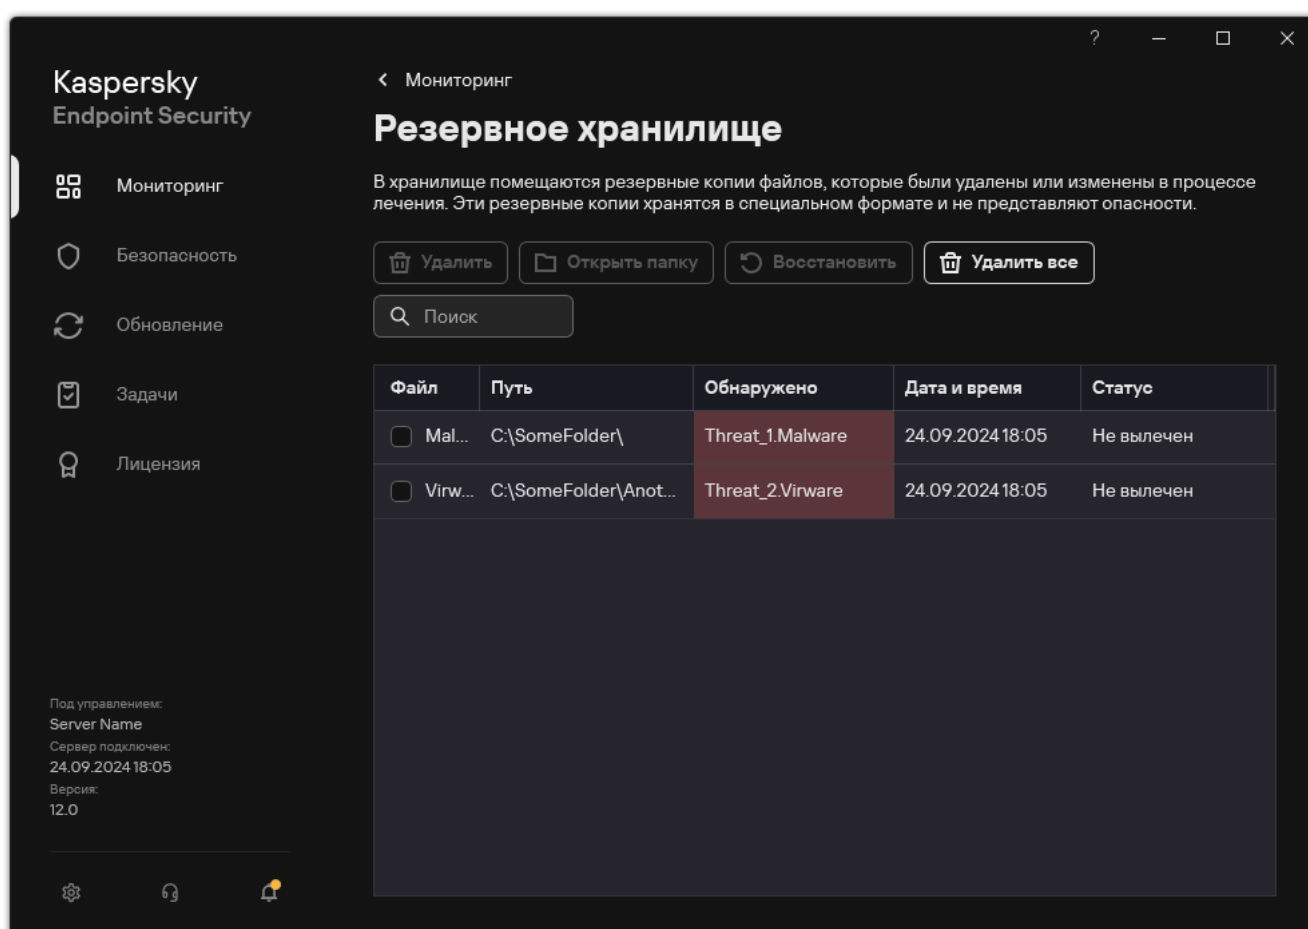 ?
Kaspersky
Endpoint Security
Мониторинг
Безопасность
Обновление
Задачи
Лицензия
Под управлением:
Server Name
Сервер подключен:
24.09.2024 18:05
Версия:
12.0
Мониторинг
Резервное хранилище
В хранилище помещаются резервные копии файлов, которые были удалены или изменены в процессе
лечения. Эти резервные копии хранятся в специальном формате и не представляют опасности.
Удалить Открыть папку Восстановить Удалить все
Поиск
Файл Путь Обнаружено Дата и время Статус
Mal... C:\SomeFolder\ Threat_1.Malware 24.09.2024 18:05 Не вылечен
Virw... C:\SomeFolder\Anot... Threat_2.Virware 24.09.2024 18:05 Не вылечен